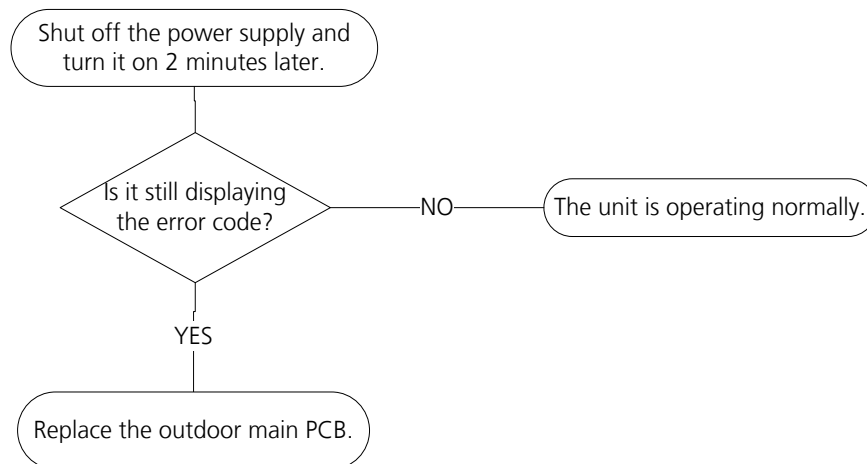 Shut off the power supply and
turn it on 2 minutes later.
Is it still displaying
the error code?
NO
The unit is operating normally.
YES
Replace the outdoor main PCB.